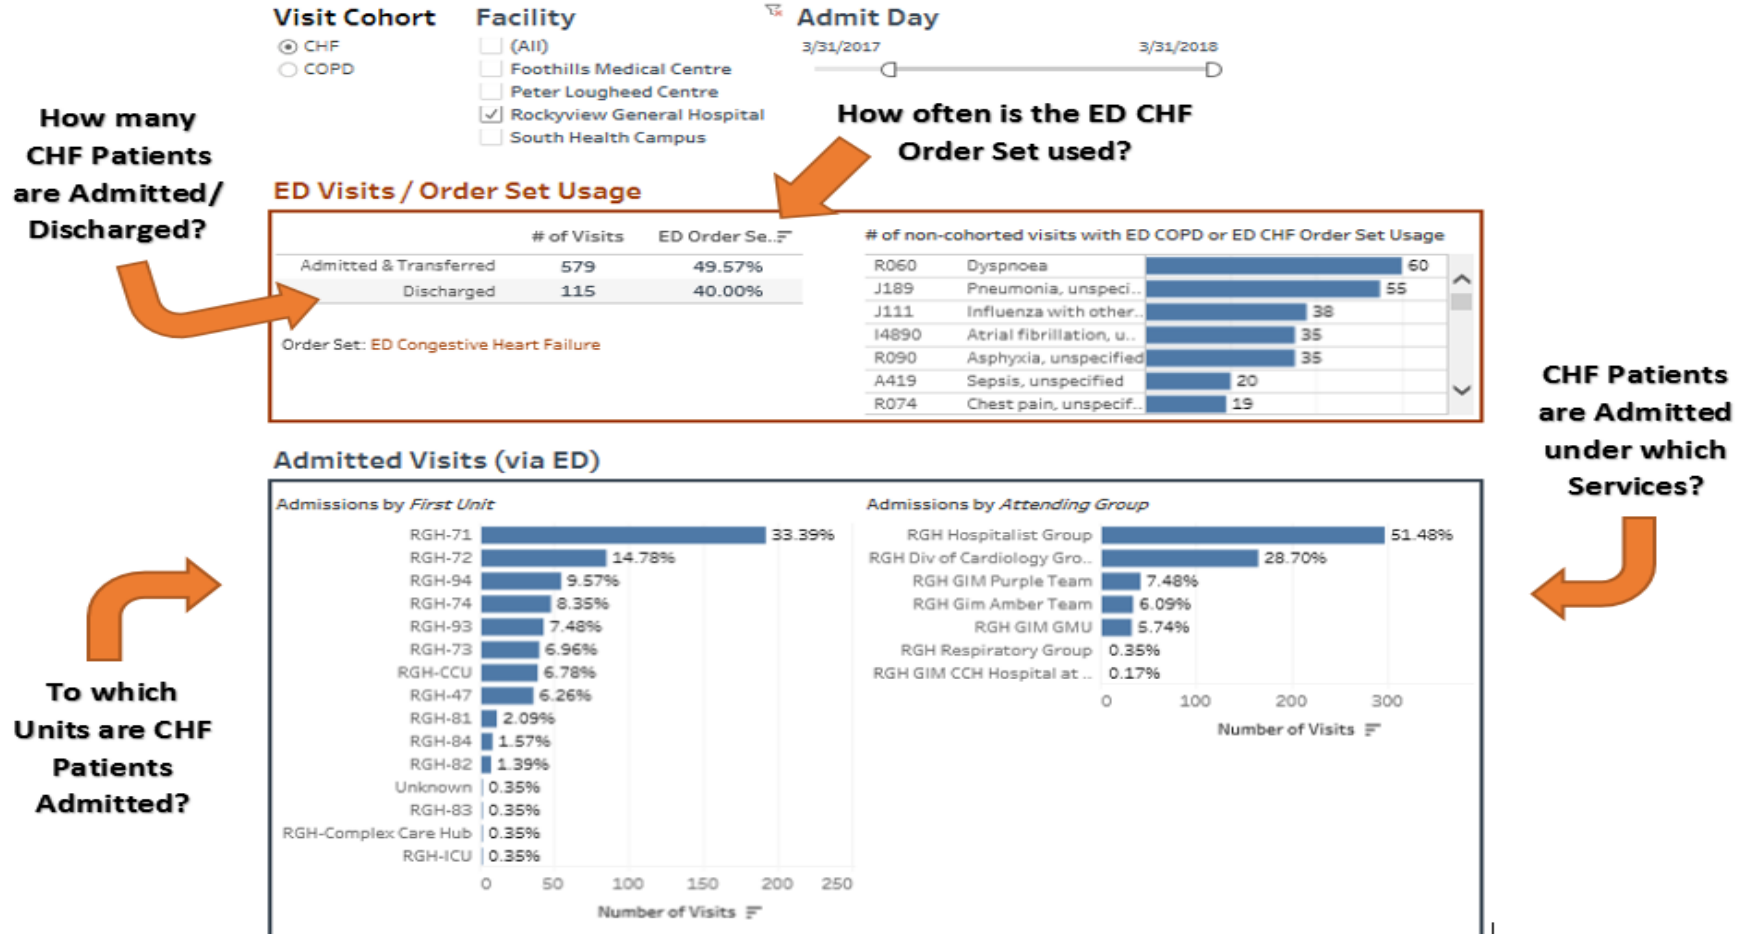 Visit Cohort
CHF
COPD
Facility
(All)
Foothills Medical Centre
Peter Lougheed Centre
Rockyview General Hospital
South Health Campus
Admit Day
3/31/2017 3/31/2018
How many
CHF Patients
are Admitted/
Discharged?
How often is the ED CHF
Order Set used?
ED Visits / Order Set Usage
# of Visits ED Order Se..
Admitted & Transferred 579 49.57%
Discharged 115 40.00%
Order Set: ED Congestive Heart Failure
# of non-cohorted visits with ED COPD or ED CHF Order Set Usage
R060 Dyspnoea 60
J189 Pneumonia, unspeci.. 55
J111 Influenza with other.. 38
I4890 Atrial fibrillation, u.. 35
R090 Asphyxia, unspecified 35
A419 Sepsis, unspecified 20
R074 Chest pain, unspecif.. 19
CHF Patients
are Admitted
under which
Services?
Admitted Visits (via ED)
Admissions by First Unit
RGH-71 33.39%
RGH-72 14.78%
RGH-94 9.57%
RGH-74 8.35%
RGH-93 7.48%
RGH-73 6.96%
RGH-CCU 6.78%
RGH-47 6.26%
RGH-81 2.09%
RGH-84 1.57%
RGH-82 1.39%
Unknown 0.35%
RGH-83 0.35%
RGH-Complex Care Hub 0.35%
RGH-ICU 0.35%
0 50 100 150 200 250
Number of Visits
Admissions by Attending Group
RGH Hospitalist Group 51.48%
RGH Div of Cardiology Gro.. 28.70%
RGH GIM Purple Team 7.48%
RGH Gim Amber Team 6.09%
RGH GIM GMU 5.74%
RGH Respiratory Group 0.35%
RGH GIM CCH Hospital at .. 0.17%
0 100 200 300
Number of Visits
To which
Units are CHF
Patients
Admitted?